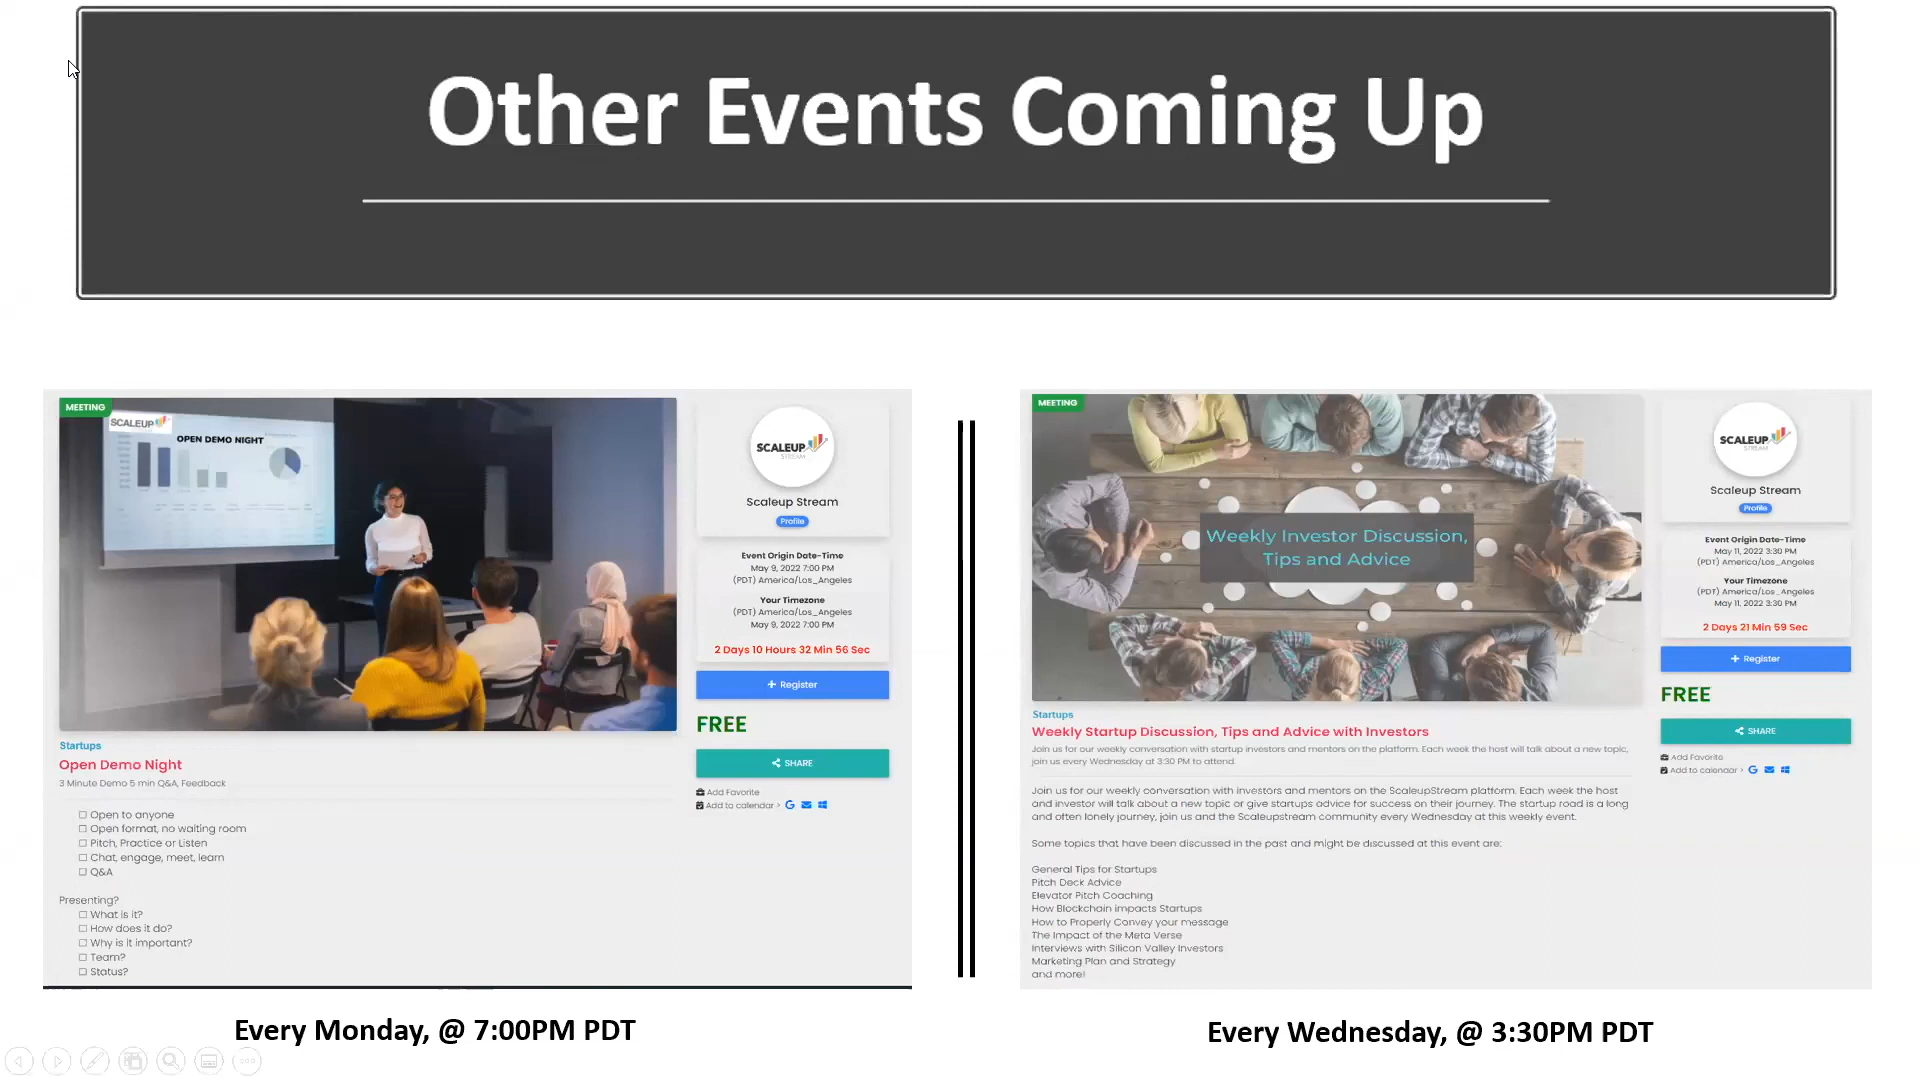 Other Events Coming Up
MEETING
SCALEUP
OPEN DEMO NIGHT
SCALEUP
STREAM
Scaleup Stream
Profile
Event Origin Date-Time
May 9, 2022 7:00 PM
(PDT) America/Los_Angeles
Your Timezone
(PDT) America/Los_Angeles
May 9, 2022 7:00 PM
2 Days 10 Hours 32 Min 56 Sec
+ Register
FREE
SHARE
Add Favorite
Add to calendar >
Startups
Open Demo Night
3 Minute Demo 5 min Q&A, Feedback
☐ Open to anyone
☐ Open format, no waiting room
☐ Pitch, Practice or Listen
☐ Chat, engage, meet, learn
☐ Q&A
Presenting?
☐ What is it?
☐ How does it do?
☐ Why is it important?
☐ Team?
☐ Status?
Every Monday, @ 7:00PM PDT
MEETING
Weekly Investor Discussion,
Tips and Advice
SCALEUP
STREAM
Scaleup Stream
Profile
Event Origin Date-Time
May 11, 2022 3:30 PM
(PDT) America/Los_Angeles
Your Timezone
(PDT) America/Los_Angeles
May 11, 2022 3:30 PM
2 Days 21 Min 59 Sec
+ Register
FREE
SHARE
Add Favorite
Add to calendar >
Startups
Weekly Startup Discussion, Tips and Advice with Investors
Join us for our weekly conversation with startup investors and mentors on the platform. Each week the host will talk about a new topic,
join us every Wednesday at 3:30 PM to attend.
Join us for our weekly conversation with investors and mentors on the ScaleupStream platform. Each week the host
and investor will talk about a new topic or give startups advice for success on their journey. The startup road is a long
and often lonely journey, join us and the Scaleupstream community every Wednesday at this weekly event.
Some topics that have been discussed in the past and might be discussed at this event are:
General Tips for Startups
Pitch Deck Advice
Elevator Pitch Coaching
How Blockchain impacts Startups
How to Properly Convey your message
The Impact of the Meta Verse
Interviews with Silicon Valley Investors
Marketing Plan and Strategy
and more!
Every Wednesday, @ 3:30PM PDT